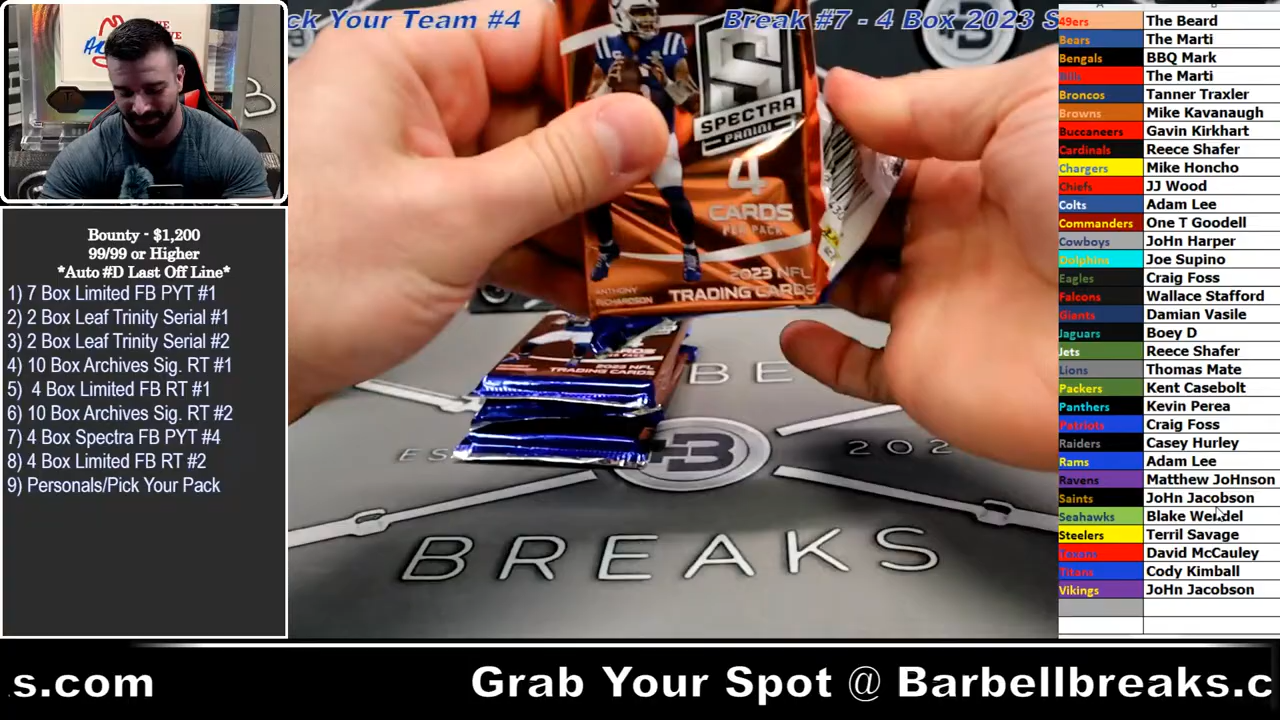 ick Your Team #4
Break #7 - 4 Box 2023 S
Bounty - $1,200
99/99 or Higher
*Auto #D Last Off Line*
1) 7 Box Limited FB PYT #1
2) 2 Box Leaf Trinity Serial #1
3) 2 Box Leaf Trinity Serial #2
4) 10 Box Archives Sig. RT #1
5) 4 Box Limited FB RT #1
6) 10 Box Archives Sig. RT #2
7) 4 Box Spectra FB PYT #4
8) 4 Box Limited FB RT #2
9) Personals/Pick Your Pack
S
SPECTRA
PANINI
4
CARDS
PER PACK
2023 NFL
TRADING CARDS
ANTHONY
RICHARDSON
2023 NFL
TRADING CARDS
BE
ES
B
202
BREAKS
49ers The Beard
Bears The Marti
Bengals BBQ Mark
Bills The Marti
Broncos Tanner Traxler
Browns Mike Kavanaugh
Buccaneers Gavin Kirkhart
Cardinals Reece Shafer
Chargers Mike Honcho
Chiefs JJ Wood
Colts Adam Lee
Commanders One T Goodell
Cowboys JoHn Harper
Dolphins Joe Supino
Eagles Craig Foss
Falcons Wallace Stafford
Giants Damian Vasile
Jaguars Boey D
Jets Reece Shafer
Lions Thomas Mate
Packers Kent Casebolt
Panthers Kevin Perea
Patriots Craig Foss
Raiders Casey Hurley
Rams Adam Lee
Ravens Matthew JoHnson
Saints JoHn Jacobson
Seahawks Blake Wendel
Steelers Terril Savage
Texans David McCauley
Titans Cody Kimball
Vikings JoHn Jacobson
s.com
Grab Your Spot @ Barbellbreaks.c